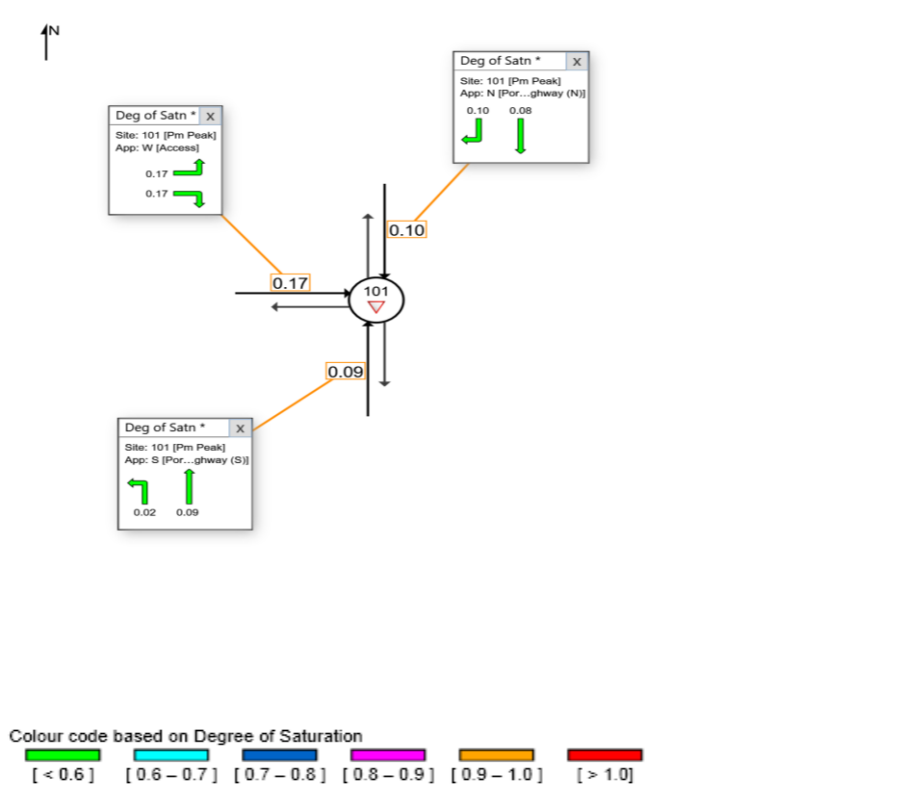 N
Deg of Satn * x
Site: 101 [Pm Peak]
App: N [Por...ghway (N)]
0.10 0.08
Deg of Satn * x
Site: 101 [Pm Peak]
App: W [Access]
0.17
0.17
0.10
0.17
101
0.09
Deg of Satn * x
Site: 101 [Pm Peak]
App: S [Por...ghway (S)]
0.02 0.09
Colour code based on Degree of Saturation
[ < 0.6 ] [ 0.6 – 0.7 ] [ 0.7 – 0.8 ] [ 0.8 – 0.9 ] [ 0.9 – 1.0 ] [ > 1.0]